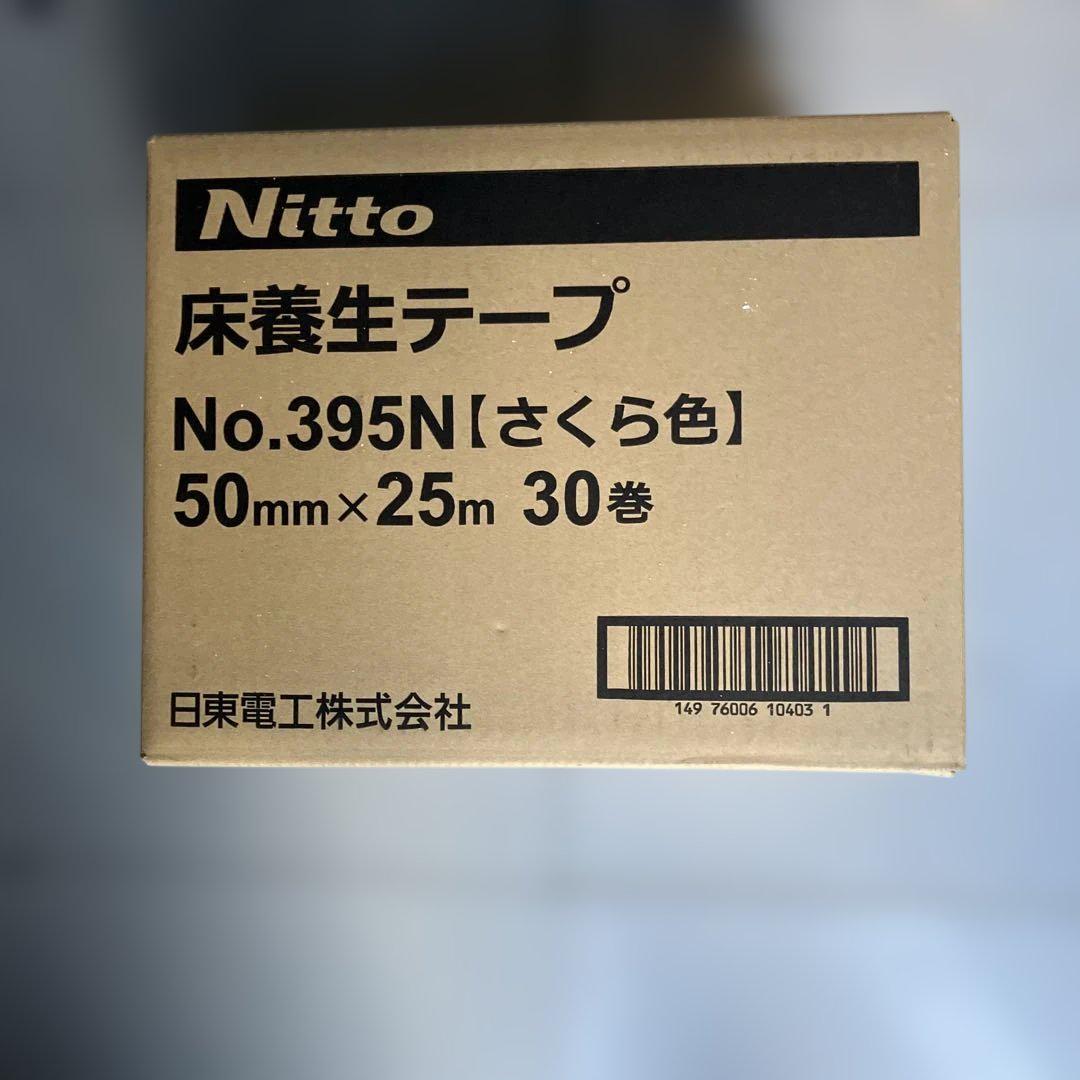 Nitto
床養生テープ
No.395N【さくら色】
50mm×25m 30巻
149 76006 10403 1
日東電工株式会社